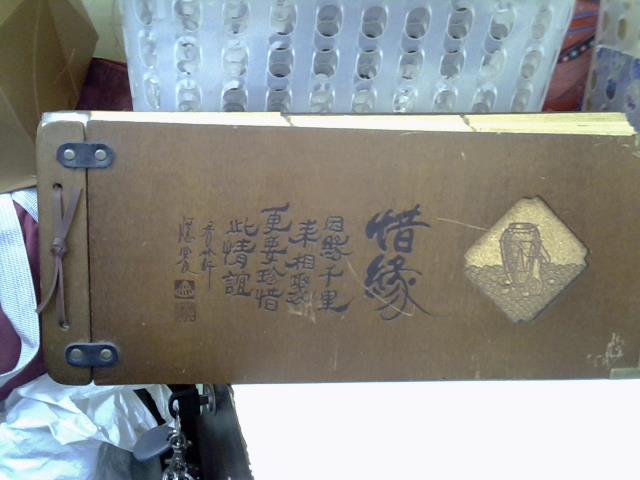 惜緣
因緣千里
來相聚
更要珍惜
此情誼